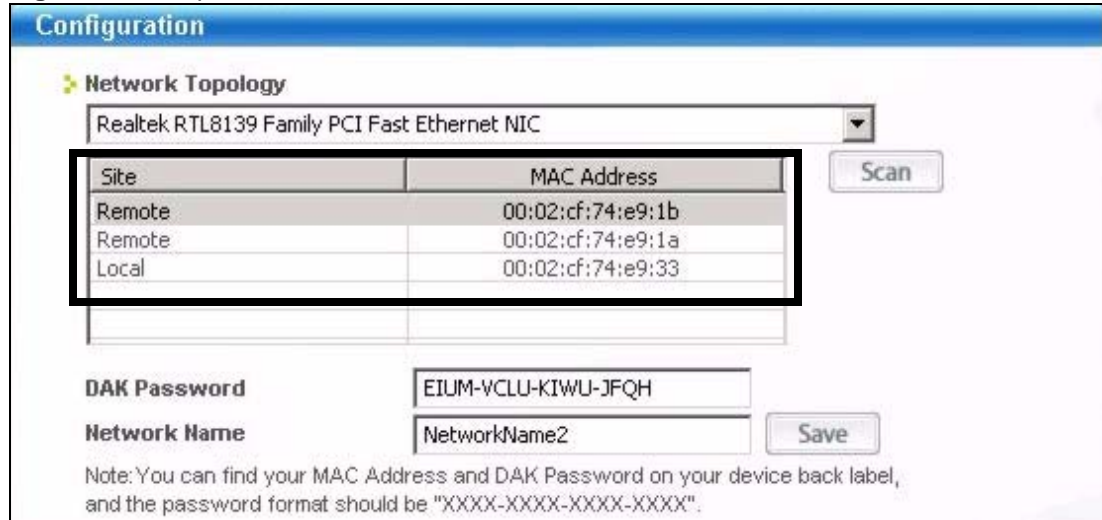 Configuration
Network Topology
Realtek RTL8139 Family PCI Fast Ethernet NIC
Site MAC Address Scan
Remote 00:02:cf:74:e9:1b
Remote 00:02:cf:74:e9:1a
Local 00:02:cf:74:e9:33
DAK Password EIUM-VCLU-KIWU-JFQH
Network Name NetworkName2 Save
Note: You can find your MAC Address and DAK Password on your device back label,
and the password format should be "XXXX-XXXX-XXXX-XXXX".